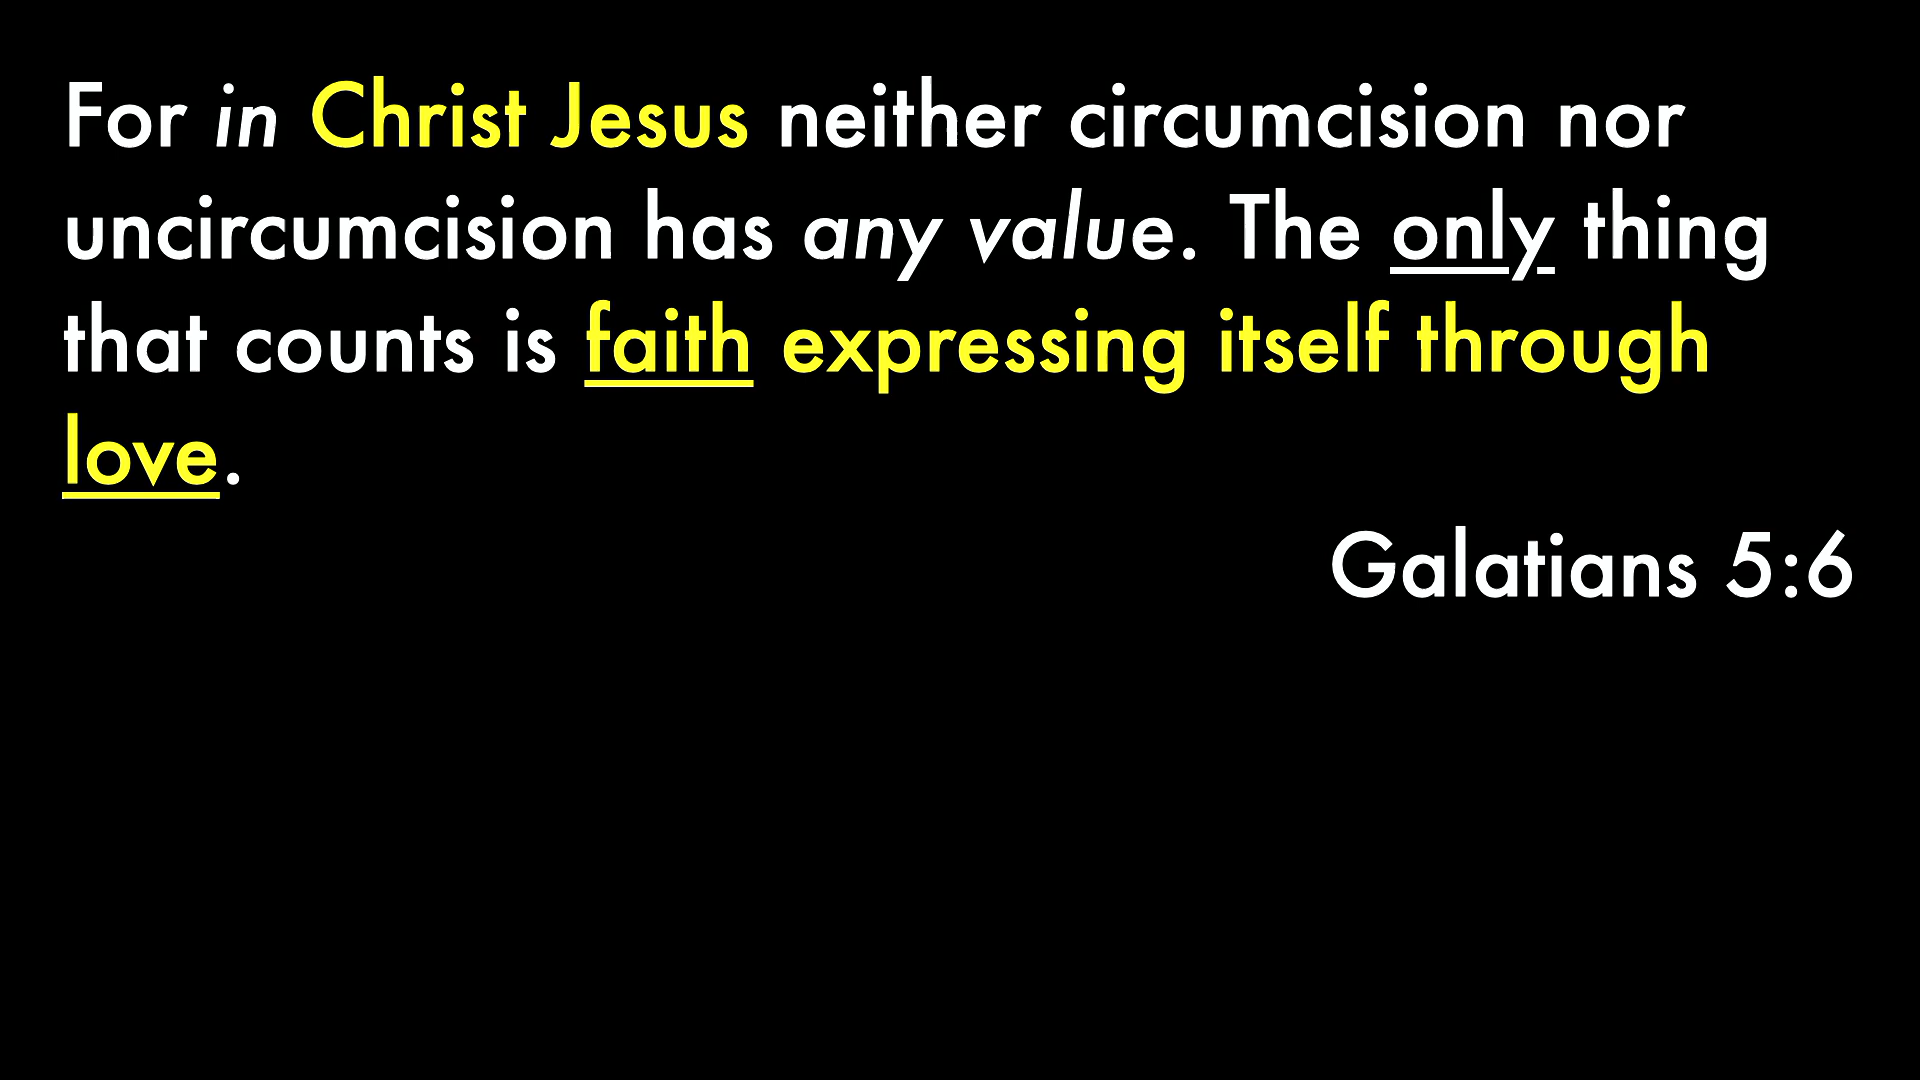 For in Christ Jesus neither circumcision nor
uncircumcision has any value. The only thing
that counts is faith expressing itself through
love.
Galatians 5:6